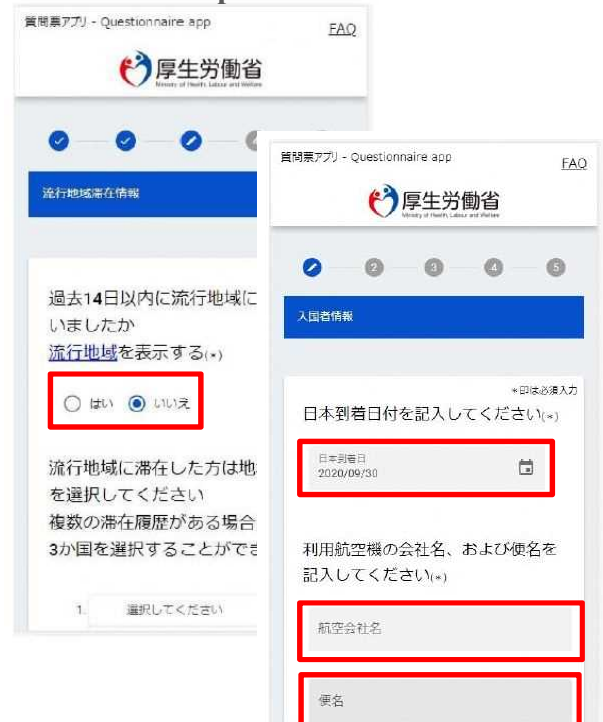 質問票アプリ - Questionnaire app
FAQ
厚生労働省
Ministry of Health, Labour and Welfare
流行地域滞在情報
過去14日以内に流行地域に
いましたか
流行地域を表示する(*)
はい
いいえ
流行地域に滞在した方は地
を選択してください
複数の滞在履歴がある場合
3か国を選択することができ
1. 選択してください
質問票アプリ - Questionnaire app
FAQ
厚生労働省
Ministry of Health, Labour and Welfare
2
3
4
5
入国者情報
*印は必須入力
日本到着日付を記入してください(*)
日本到着日
2020/09/30
利用航空機の会社名、および便名を
記入してください(*)
航空会社名
便名